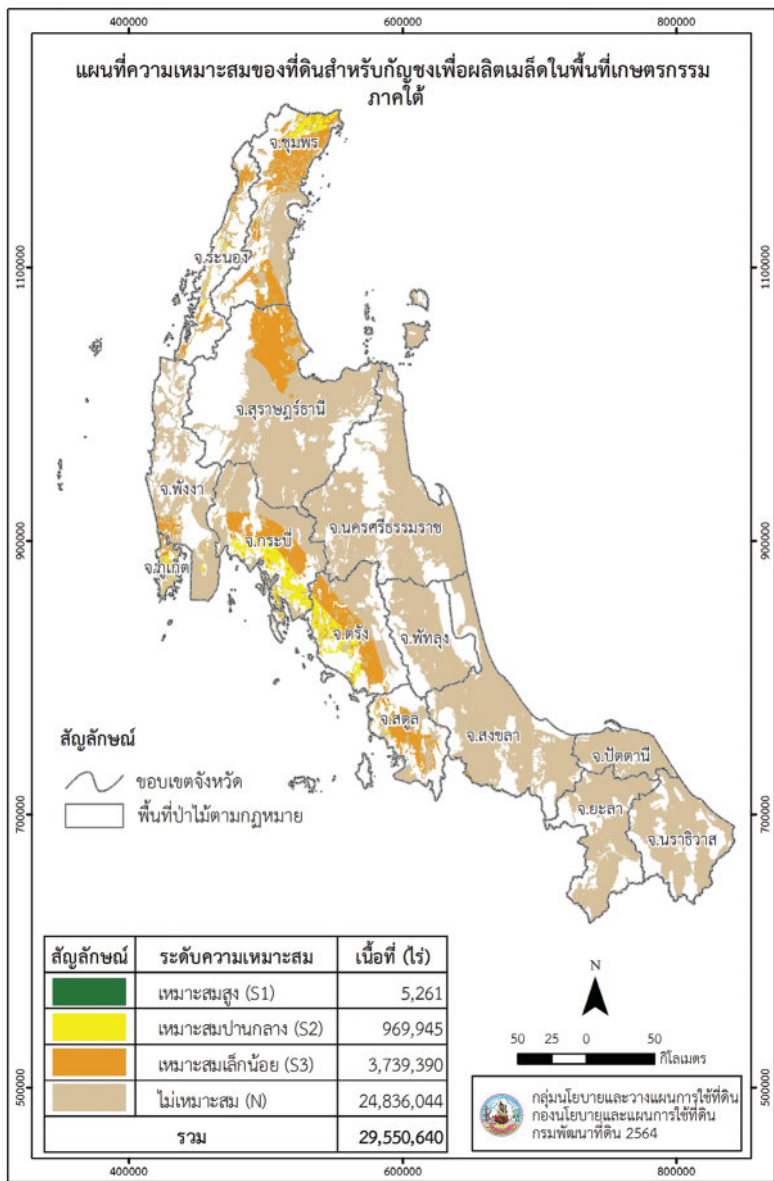 400000 600000 800000
แผนที่ความเหมาะสมของที่ดินสำหรับกัญชงเพื่อผลิตเมล็ดในพื้นที่เกษตรกรรม
ภาคใต้
จ.ชุมพร
จ.ระนอง
1100000 1100000
จ.สุราษฎร์ธานี
จ.พังงา
จ.นครศรีธรรมราช
จ.กระบี่
900000 900000
จ.ภูเก็ต
จ.ตรัง
จ.พัทลุง
จ.สตูล
จ.สงขลา
จ.ปัตตานี
จ.ยะลา
จ.นราธิวาส
700000 700000
สัญลักษณ์
ขอบเขตจังหวัด
พื้นที่ป่าไม้ตามกฎหมาย
สัญลักษณ์ ระดับความเหมาะสม เนื้อที่ (ไร่)
เหมาะสมสูง (S1) 5,261
เหมาะสมปานกลาง (S2) 969,945
เหมาะสมเล็กน้อย (S3) 3,739,390
ไม่เหมาะสม (N) 24,836,044
รวม 29,550,640
N
50 25 0 50
กิโลเมตร
500000 500000
กลุ่มนโยบายและวางแผนการใช้ที่ดิน
กองนโยบายและแผนการใช้ที่ดิน
กรมพัฒนาที่ดิน 2564
400000 600000 800000